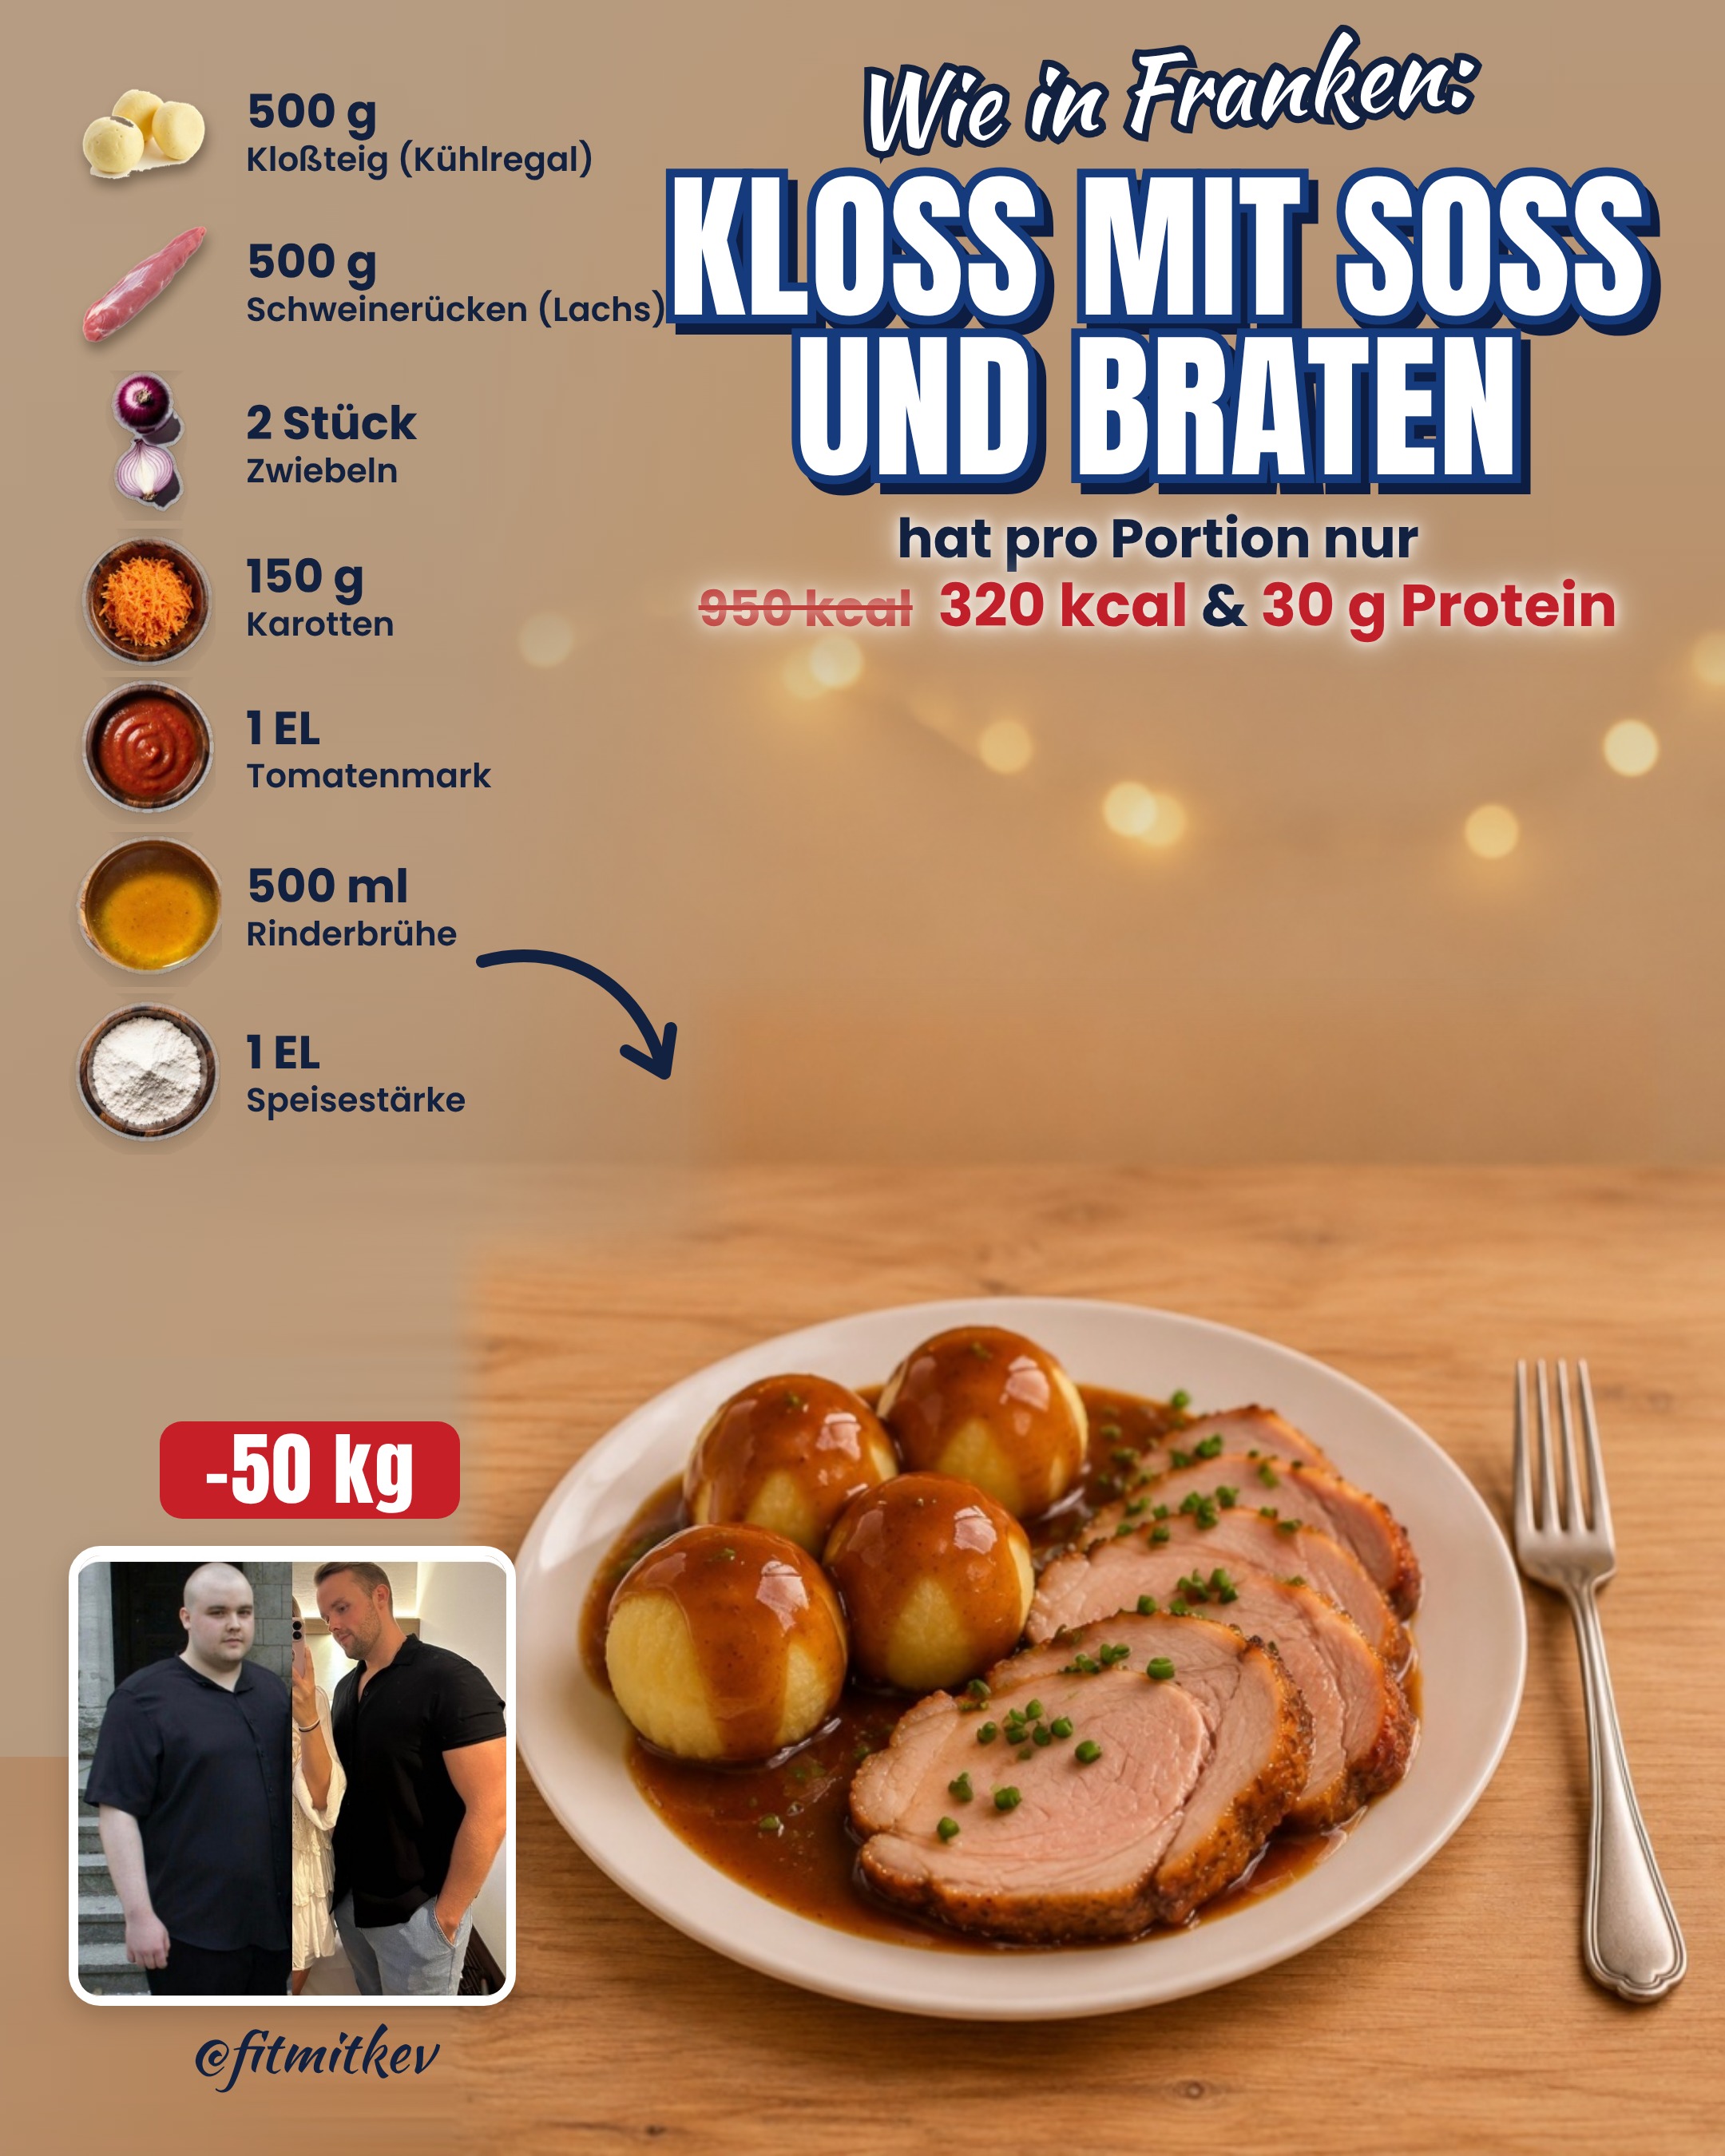 Wie in Franken:
KLOSS MIT SOSS
UND BRATEN
hat pro Portion nur
950 kcal 320 kcal & 30 g Protein
500 g
Kloßteig (Kühlregal)
500 g
Schweinerücken (Lachs)
2 Stück
Zwiebeln
150 g
Karotten
1 EL
Tomatenmark
500 ml
Rinderbrühe
1 EL
Speisestärke
-50 kg
@fitmitkev